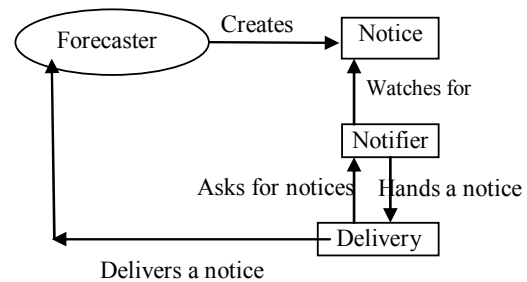 Forecaster
Creates
Notice
Watches for
Notifier
Asks for notices
Hands a notice
Delivery
Delivers a notice